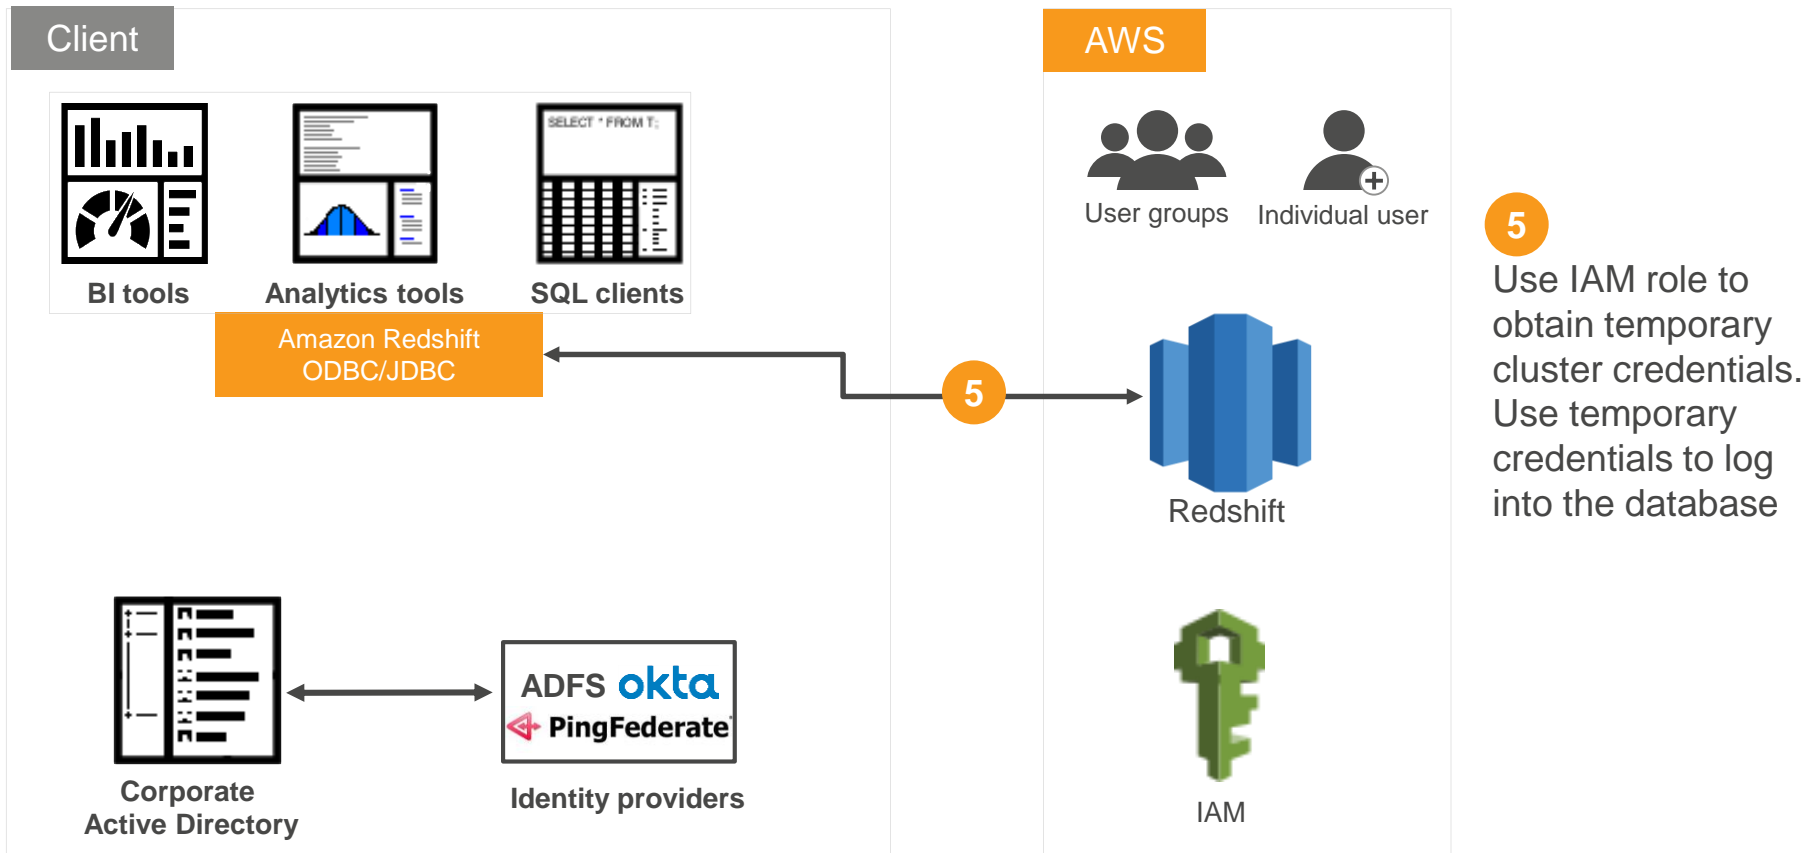 Client
AWS
SELECT * FROM T;
BI tools
Analytics tools
SQL clients
Amazon Redshift
ODBC/JDBC
User groups
Individual user
5
5
Use IAM role to
obtain temporary
cluster credentials.
Use temporary
credentials to log
into the database
Redshift
ADFS okta
PingFederate
Corporate
Active Directory
Identity providers
IAM